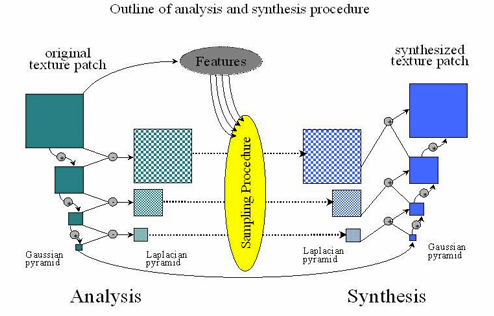 Outline of analysis and synthesis procedure
original
texture patch
synthesized
texture patch
Features
Sampling Procedure
Gaussian
pyramid
Laplacian
pyramid
Laplacian
pyramid
Gaussian
pyramid
Analysis
Synthesis